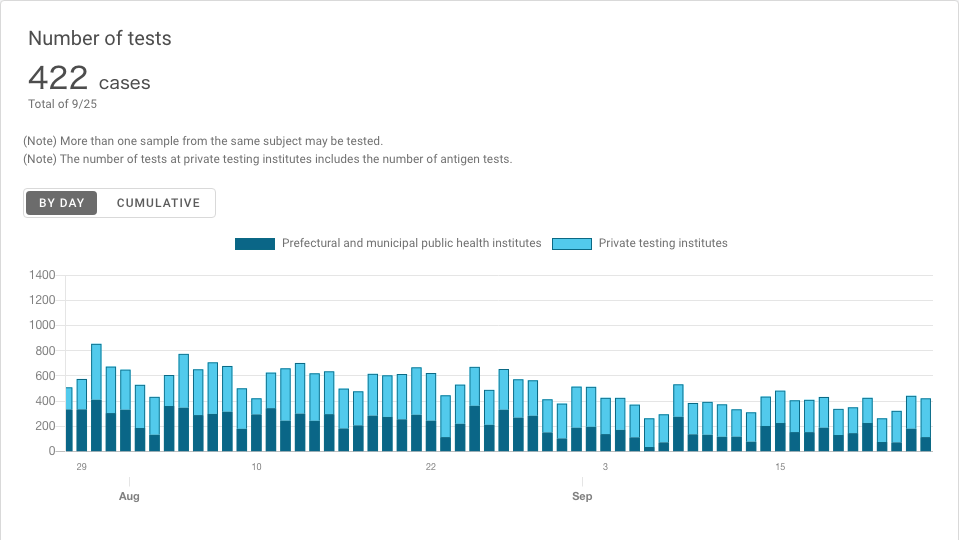 Number of tests
422 cases
Total of 9/25
(Note) More than one sample from the same subject may be tested.
(Note) The number of tests at private testing institutes includes the number of antigen tests.
BY DAY CUMULATIVE
Prefectural and municipal public health institutes Private testing institutes
1400
1200
1000
800
600
400
200
0
29 10 22 3 15
Aug Sep